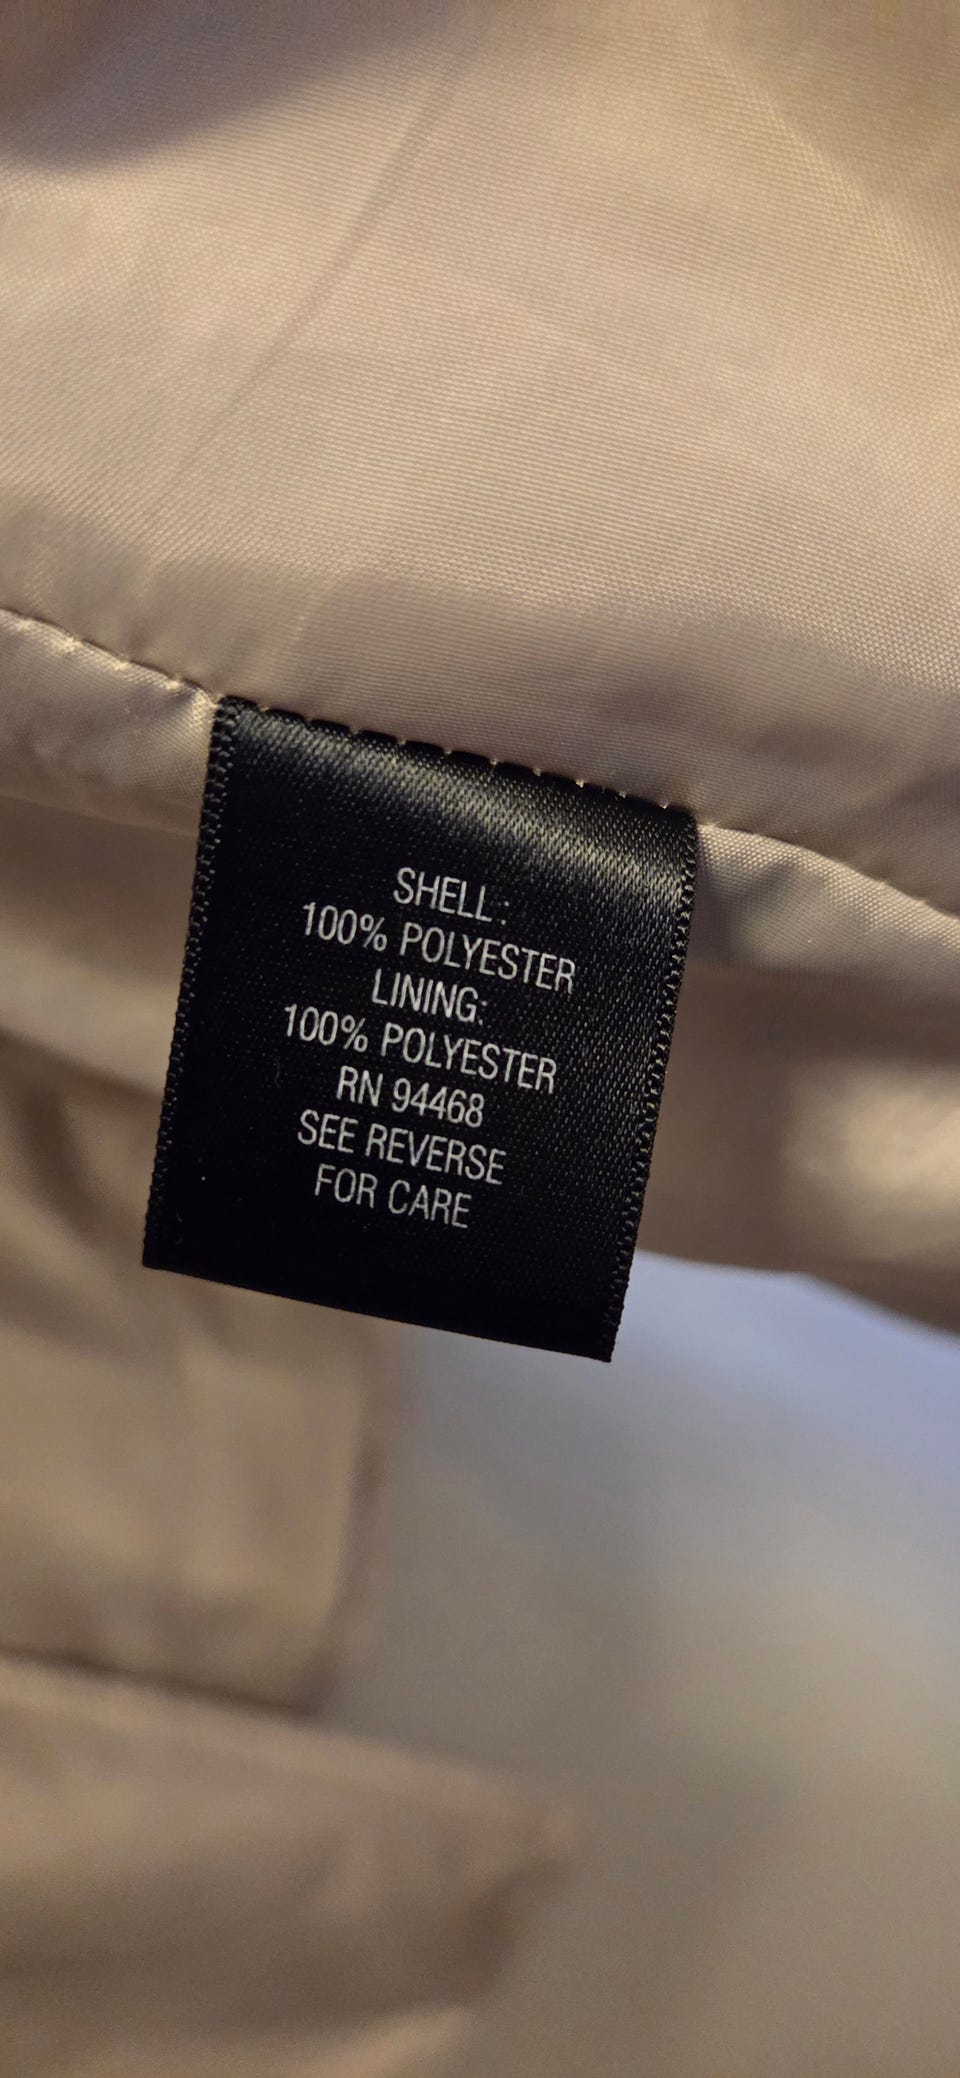 SHELL :
100% POLYESTER
LINING:
100% POLYESTER
RN 94468
SEE REVERSE
FOR CARE